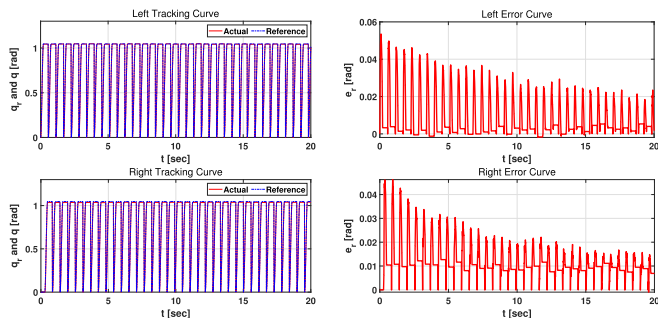 Left Tracking Curve
Actual Reference
q_r and q [rad]
1
0.5
0
0 5 10 15 20
t [sec]
Left Error Curve
e_r [rad]
0.06
0.04
0.02
0
0 5 10 15 20
t [sec]
Right Tracking Curve
Actual Reference
q_r and q [rad]
1
0.5
0
0 5 10 15 20
t [sec]
Right Error Curve
e_r [rad]
0.04
0.03
0.02
0.01
0
0 5 10 15 20
t [sec]